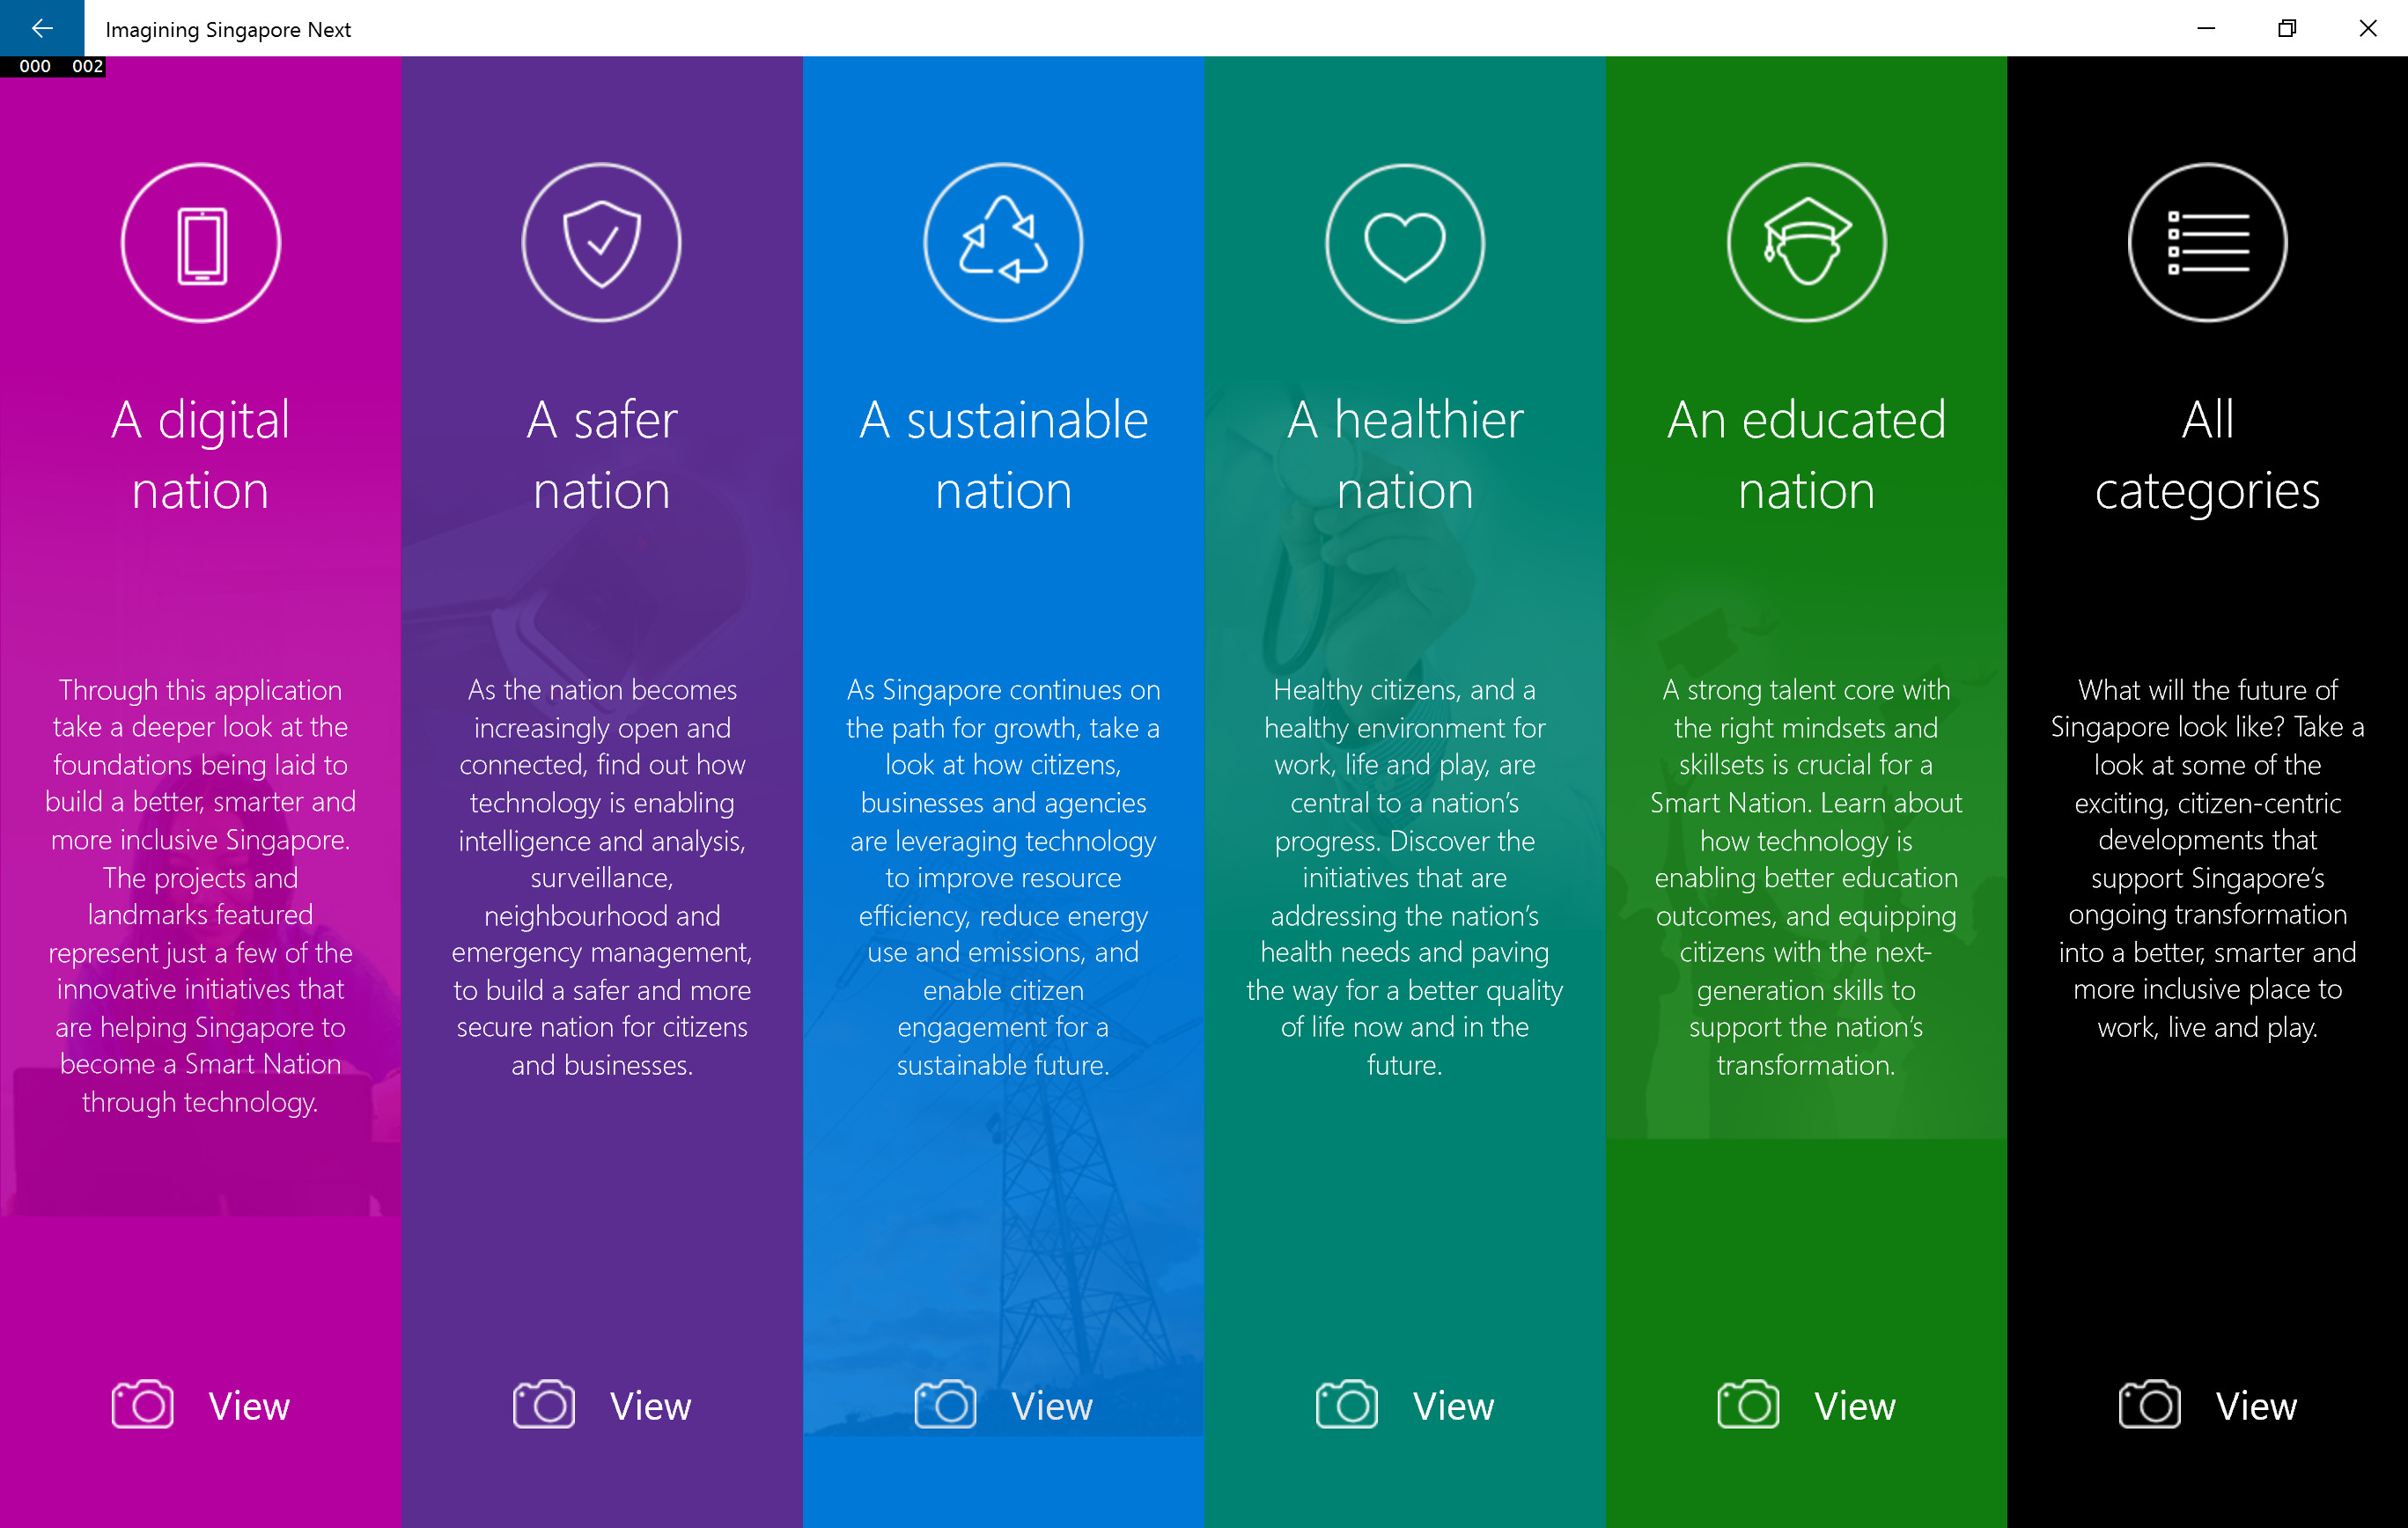 Imagining Singapore Next
000 002
A digital
nation
Through this application
take a deeper look at the
foundations being laid to
build a better, smarter and
more inclusive Singapore.
The projects and
landmarks featured
represent just a few of the
innovative initiatives that
are helping Singapore to
become a Smart Nation
through technology.
View
A safer
nation
As the nation becomes
increasingly open and
connected, find out how
technology is enabling
intelligence and analysis,
surveillance,
neighbourhood and
emergency management,
to build a safer and more
secure nation for citizens
and businesses.
View
A sustainable
nation
As Singapore continues on
the path for growth, take a
look at how citizens,
businesses and agencies
are leveraging technology
to improve resource
efficiency, reduce energy
use and emissions, and
enable citizen
engagement for a
sustainable future.
View
A healthier
nation
Healthy citizens, and a
healthy environment for
work, life and play, are
central to a nation’s
progress. Discover the
initiatives that are
addressing the nation’s
health needs and paving
the way for a better quality
of life now and in the
future.
View
An educated
nation
A strong talent core with
the right mindsets and
skillsets is crucial for a
Smart Nation. Learn about
how technology is
enabling better education
outcomes, and equipping
citizens with the next-
generation skills to
support the nation’s
transformation.
View
All
categories
What will the future of
Singapore look like? Take a
look at some of the
exciting, citizen-centric
developments that
support Singapore’s
ongoing transformation
into a better, smarter and
more inclusive place to
work, live and play.
View